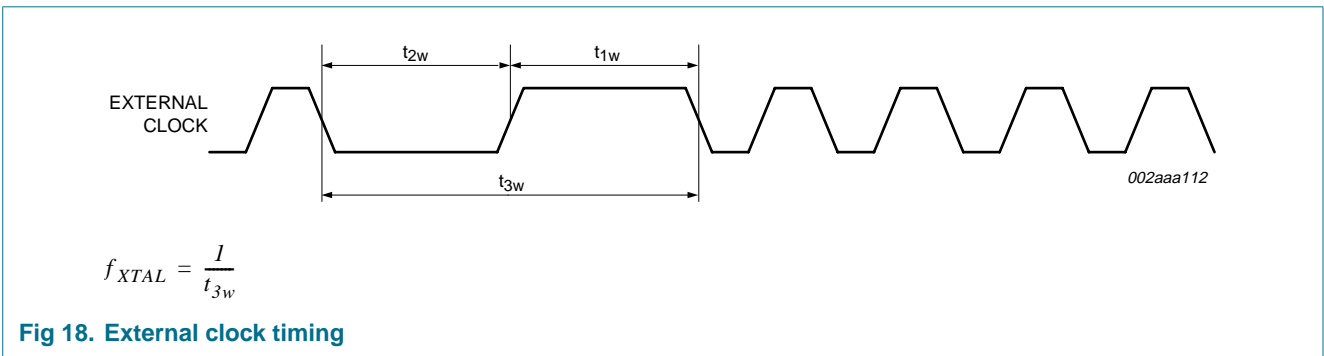 t2w
t1w
EXTERNAL
CLOCK
t3w
002aaa112
fXTAL = 1
t3w
Fig 18. External clock timing